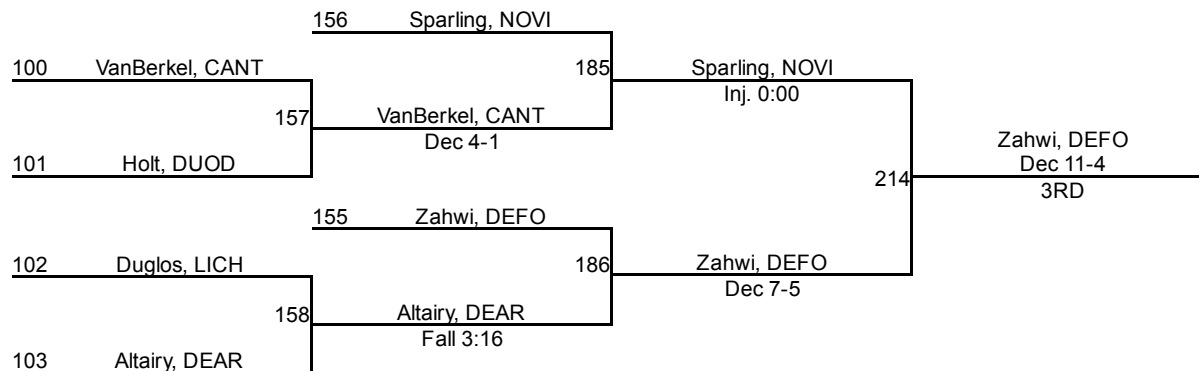 156 Sparling, NOVI
100 VanBerkel, CANT
185 Sparling, NOVI
Inj. 0:00
157 VanBerkel, CANT
Dec 4-1
Zahwi, DEFO
101 Holt, DUOD
Dec 11-4
214
3RD
155 Zahwi, DEFO
102 Duglos, LICH
186 Zahwi, DEFO
Dec 7-5
158 Altairy, DEAR
Fall 3:16
103 Altairy, DEAR